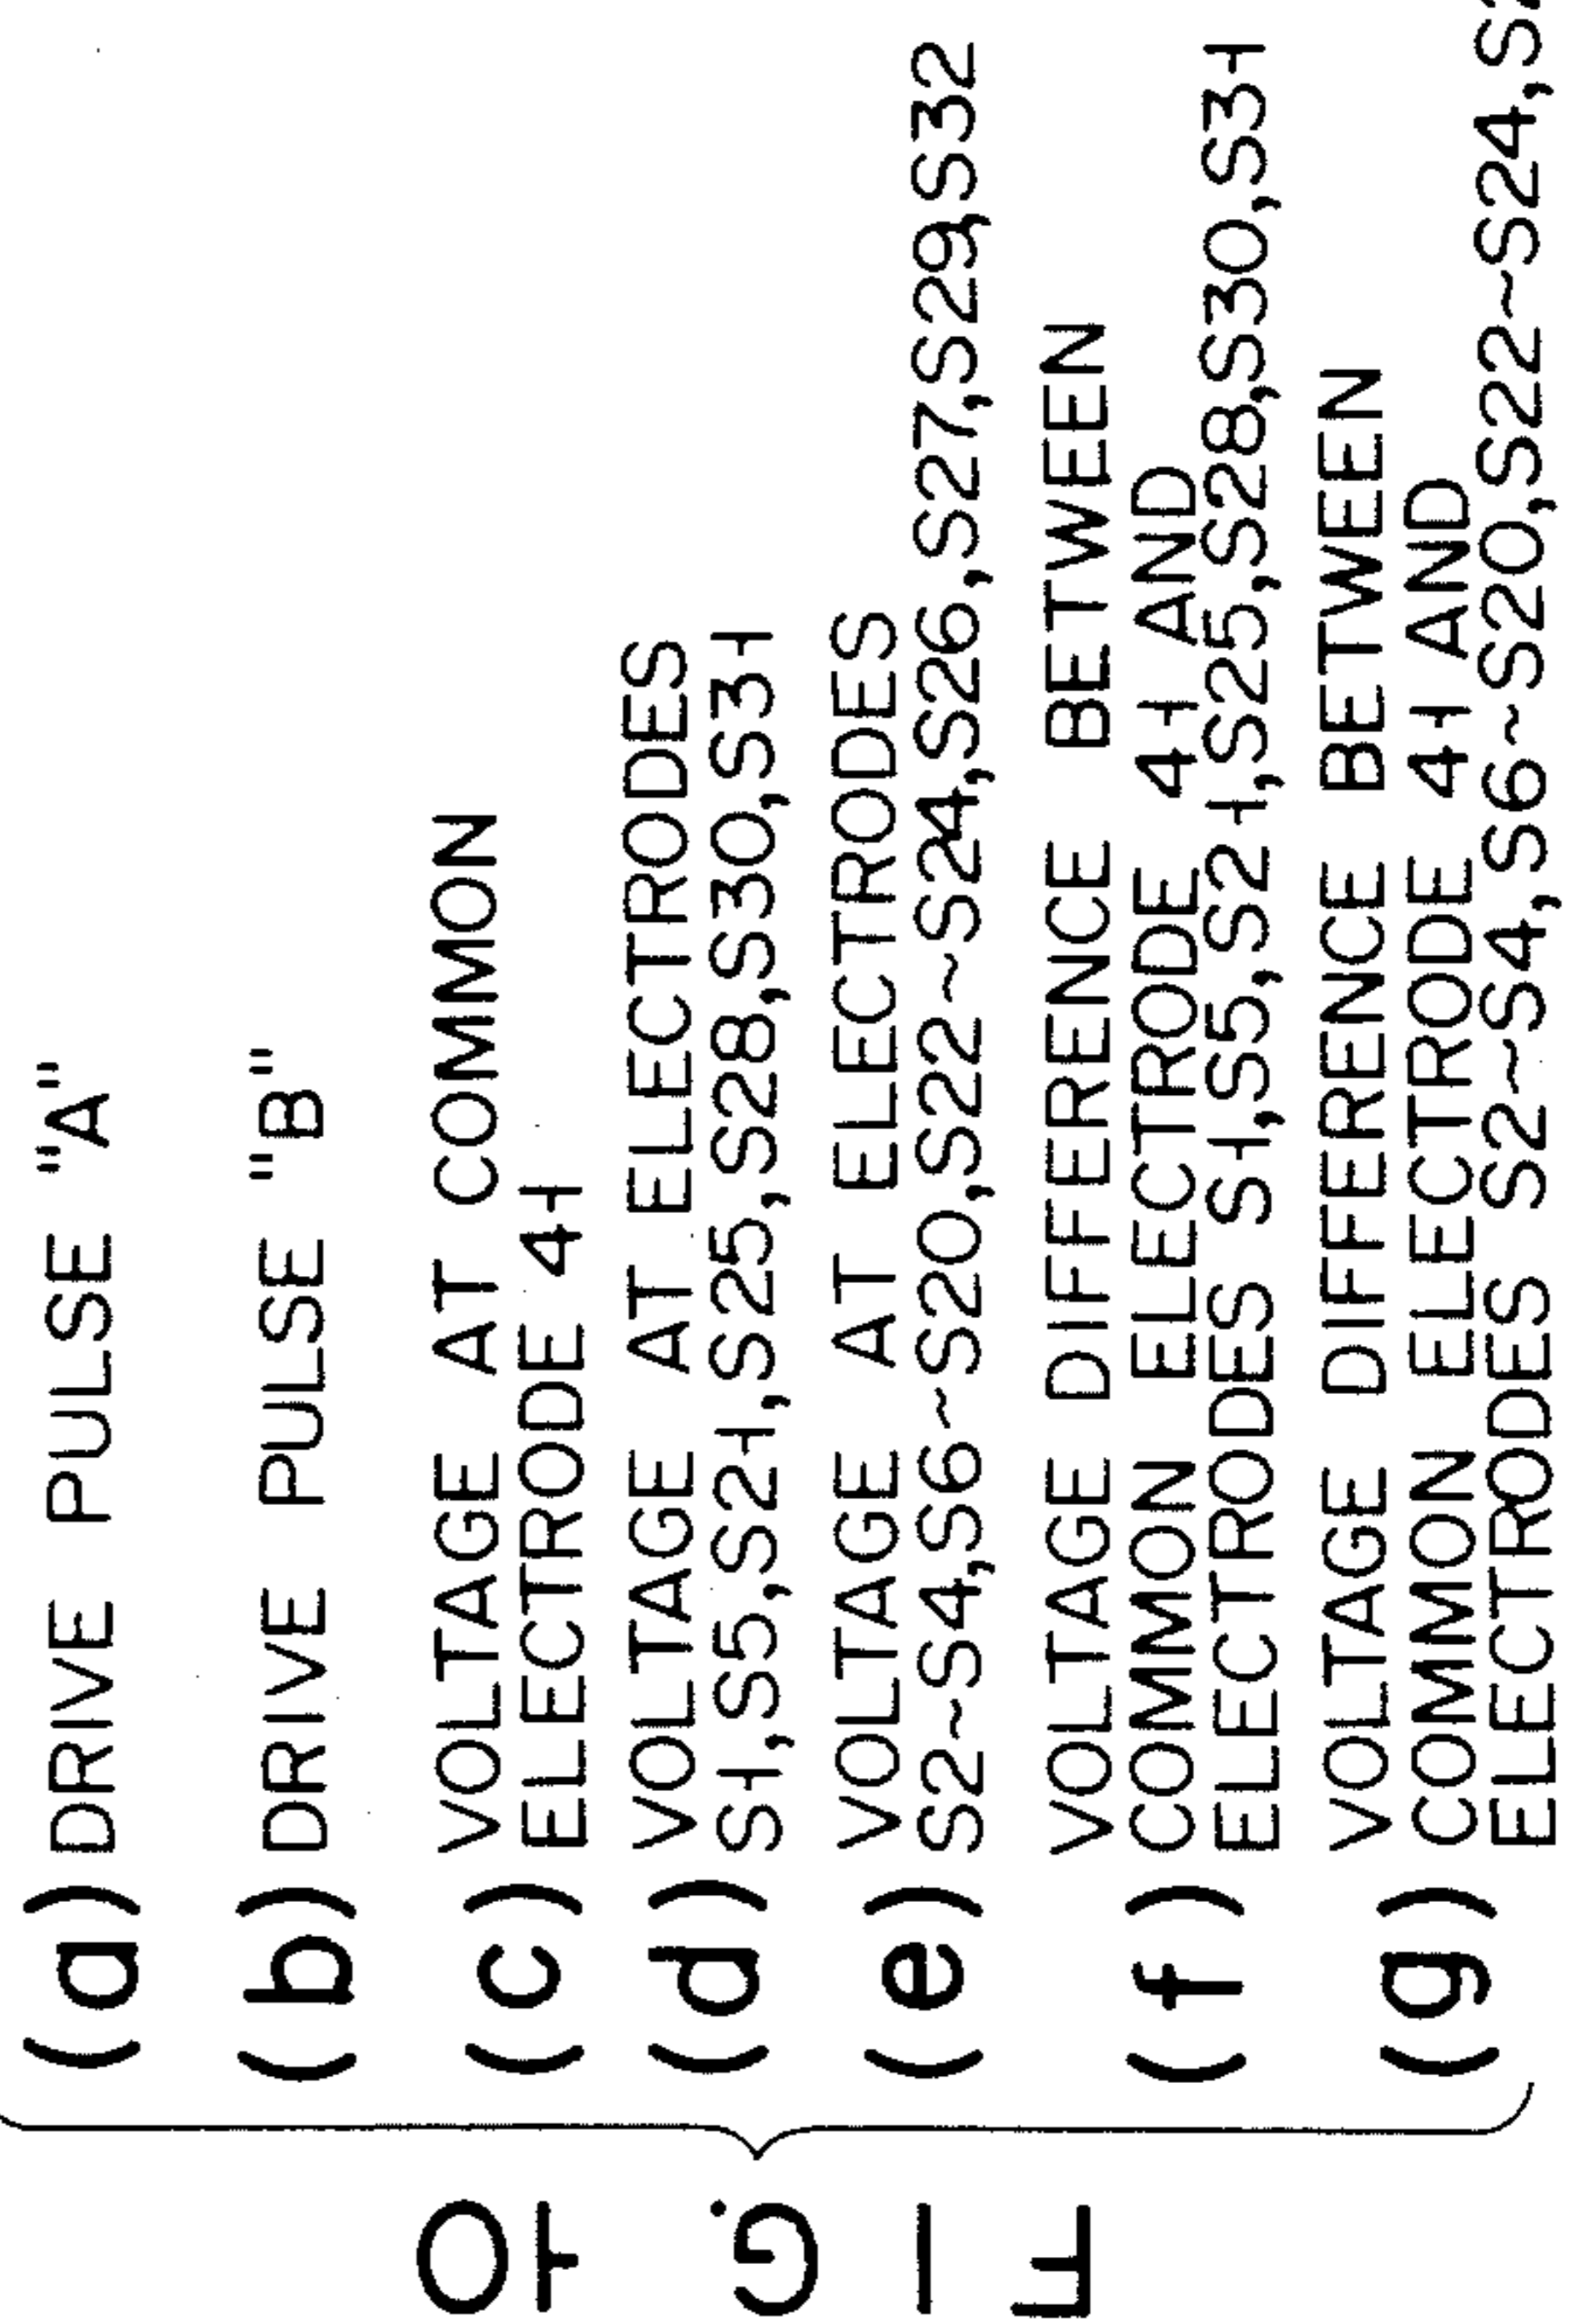 FIG. 10
(a) DRIVE PULSE "A"
(b) DRIVE PULSE "B"
(c) VOLTAGE AT COMMON
ELECTRODE 41
(d) VOLTAGE AT ELECTRODES
S1,S5,S21,S25,S28,S30,S31
(e) VOLTAGE AT ELECTRODES
S2~S4,S6~S20,S22~S24,S26,S27,S29,S32
(f) VOLTAGE DIFFERENCE BETWEEN
COMMON ELECTRODE 41 AND
ELECTRODES S1,S5,S21,S25,S28,S30,S31
(g) VOLTAGE DIFFERENCE BETWEEN
COMMON ELECTRODE 41 AND
ELECTRODES S2~S4,S6~S20,S22~S24,